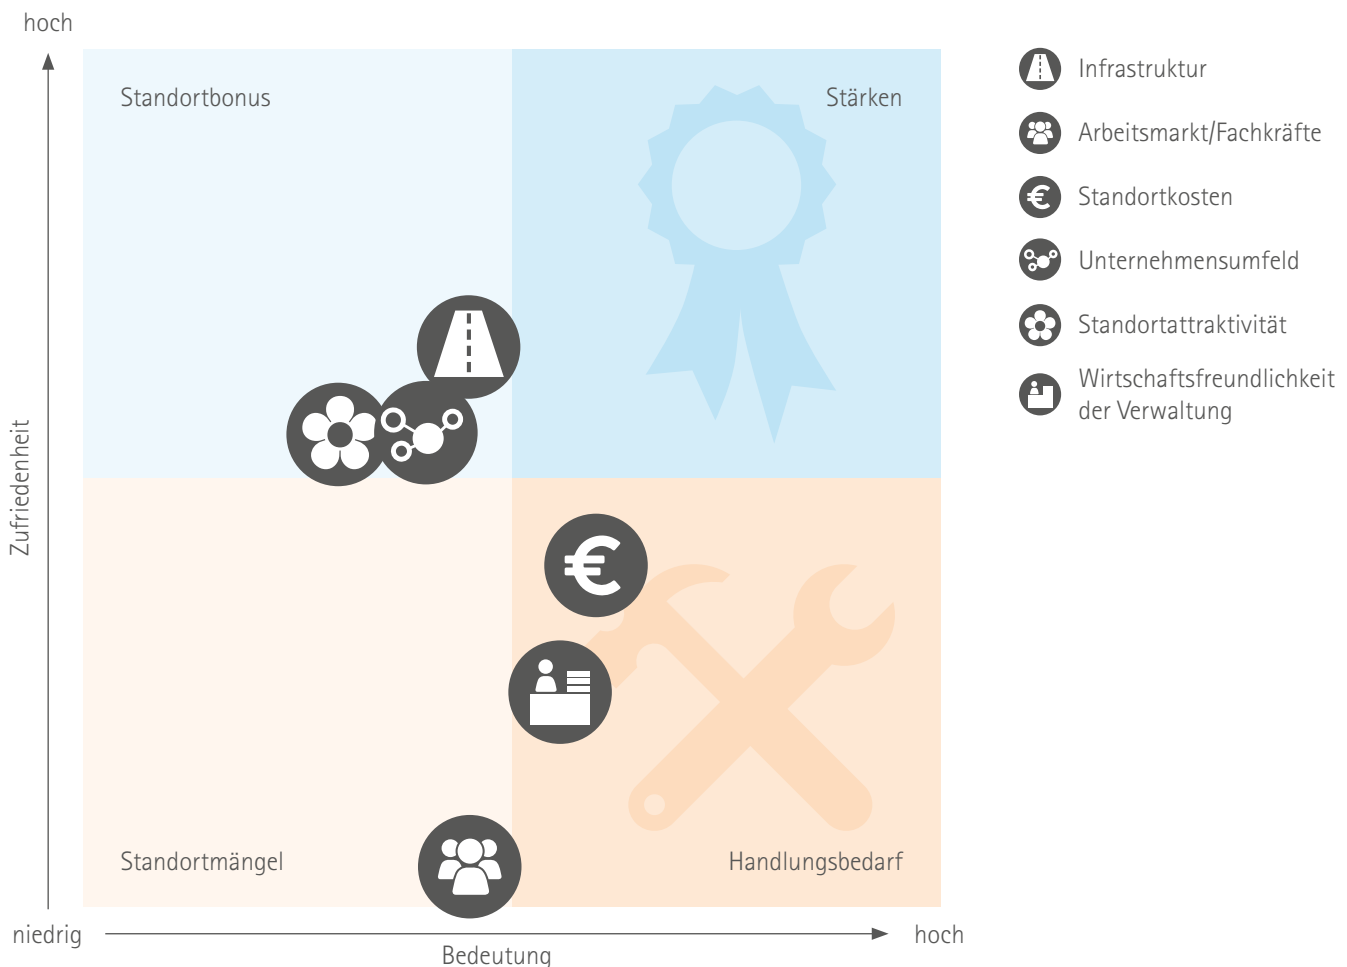 hoch
Standortbonus
Stärken
Zufriedenheit
Standortmängel
Handlungsbedarf
niedrig
Bedeutung
hoch
Infrastruktur
Arbeitsmarkt/Fachkräfte
€ Standortkosten
Unternehmensumfeld
Standortattraktivität
Wirtschaftsfreundlichkeit
der Verwaltung
€